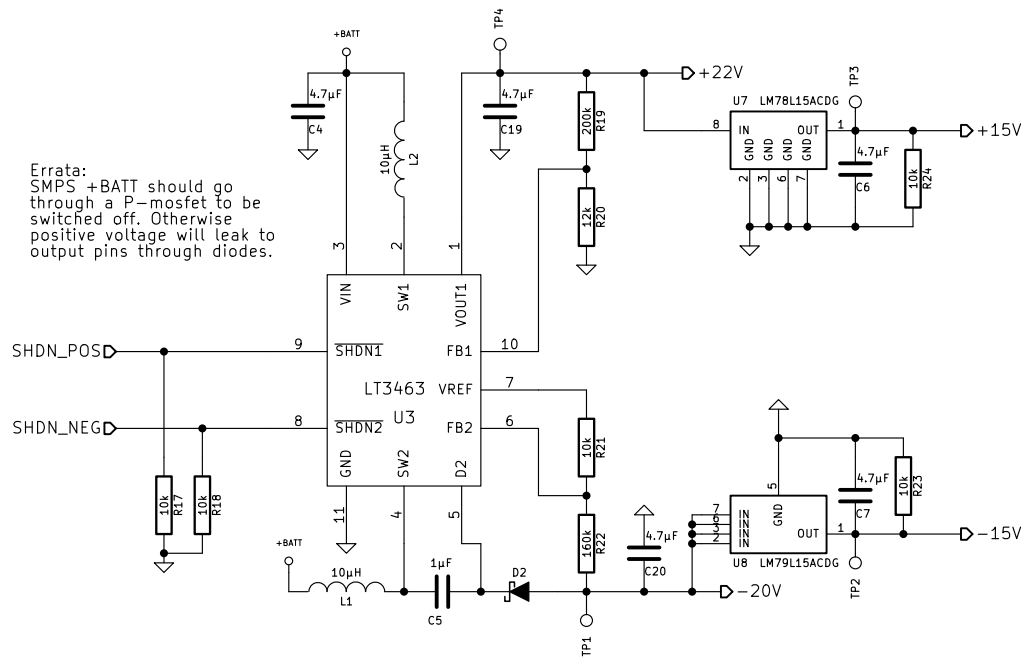 TP4
+BATT
+22V
TP3
4.7µF
C4
4.7µF
C19
200k
R19
U7 LM78L15ACDG
8 IN OUT 1
+15V
GND GND GND GND
2 3 6 7
4.7µF
C6
10k
R24
10µH
L2
12k
R20
Errata:
SMPS +BATT should go
through a P-mosfet to be
switched off. Otherwise
positive voltage will leak to
output pins through diodes.
3 2 1
VIN SW1 VOUT1
SHDN_POS
9 SHDN1 FB1 10
LT3463 VREF 7
U3
SHDN_NEG
8 SHDN2 FB2 6
GND SW2 D2
11 4 5
10k
R17
10k
R18
10k
R21
160k
R22
4.7µF
C20
5
GND
4.7µF
C7
10k
R23
7 IN
6 IN
3 IN
2 IN
OUT 1
-15V
U8 LM79L15ACDG
TP2
+BATT
10µH
L1
1µF
C5
D2
-20V
TP1